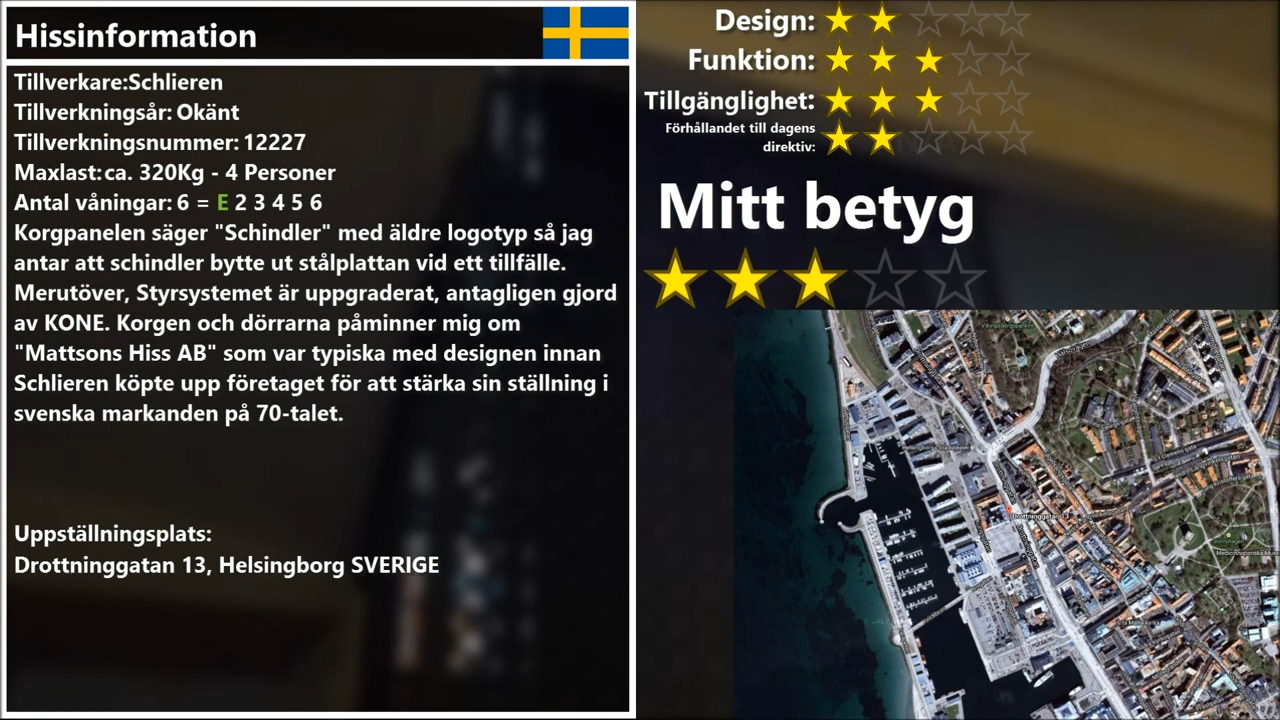 Hissinformation
Tillverkare:Schlieren
Tillverkningsår: Okänt
Tillverkningsnummer: 12227
Maxlast: ca. 320Kg - 4 Personer
Antal våningar: 6 = E 2 3 4 5 6
Korgpanelen säger "Schindler" med äldre logotyp så jag
antar att schindler bytte ut stålplattan vid ett tillfälle.
Merutöver, Styrsystemet är uppgraderat, antagligen gjord
av KONE. Korgen och dörrarna påminner mig om
"Mattsons Hiss AB" som var typiska med designen innan
Schlieren köpte upp företaget för att stärka sin ställning i
svenska markanden på 70-talet.
Uppställningsplats:
Drottninggatan 13, Helsingborg SVERIGE
Design:
Funktion:
Tillgänglighet:
Förhållandet till dagens
direktiv:
Mitt betyg
Vikingsbergsparken
Drottninggatan 13
Slottshagen